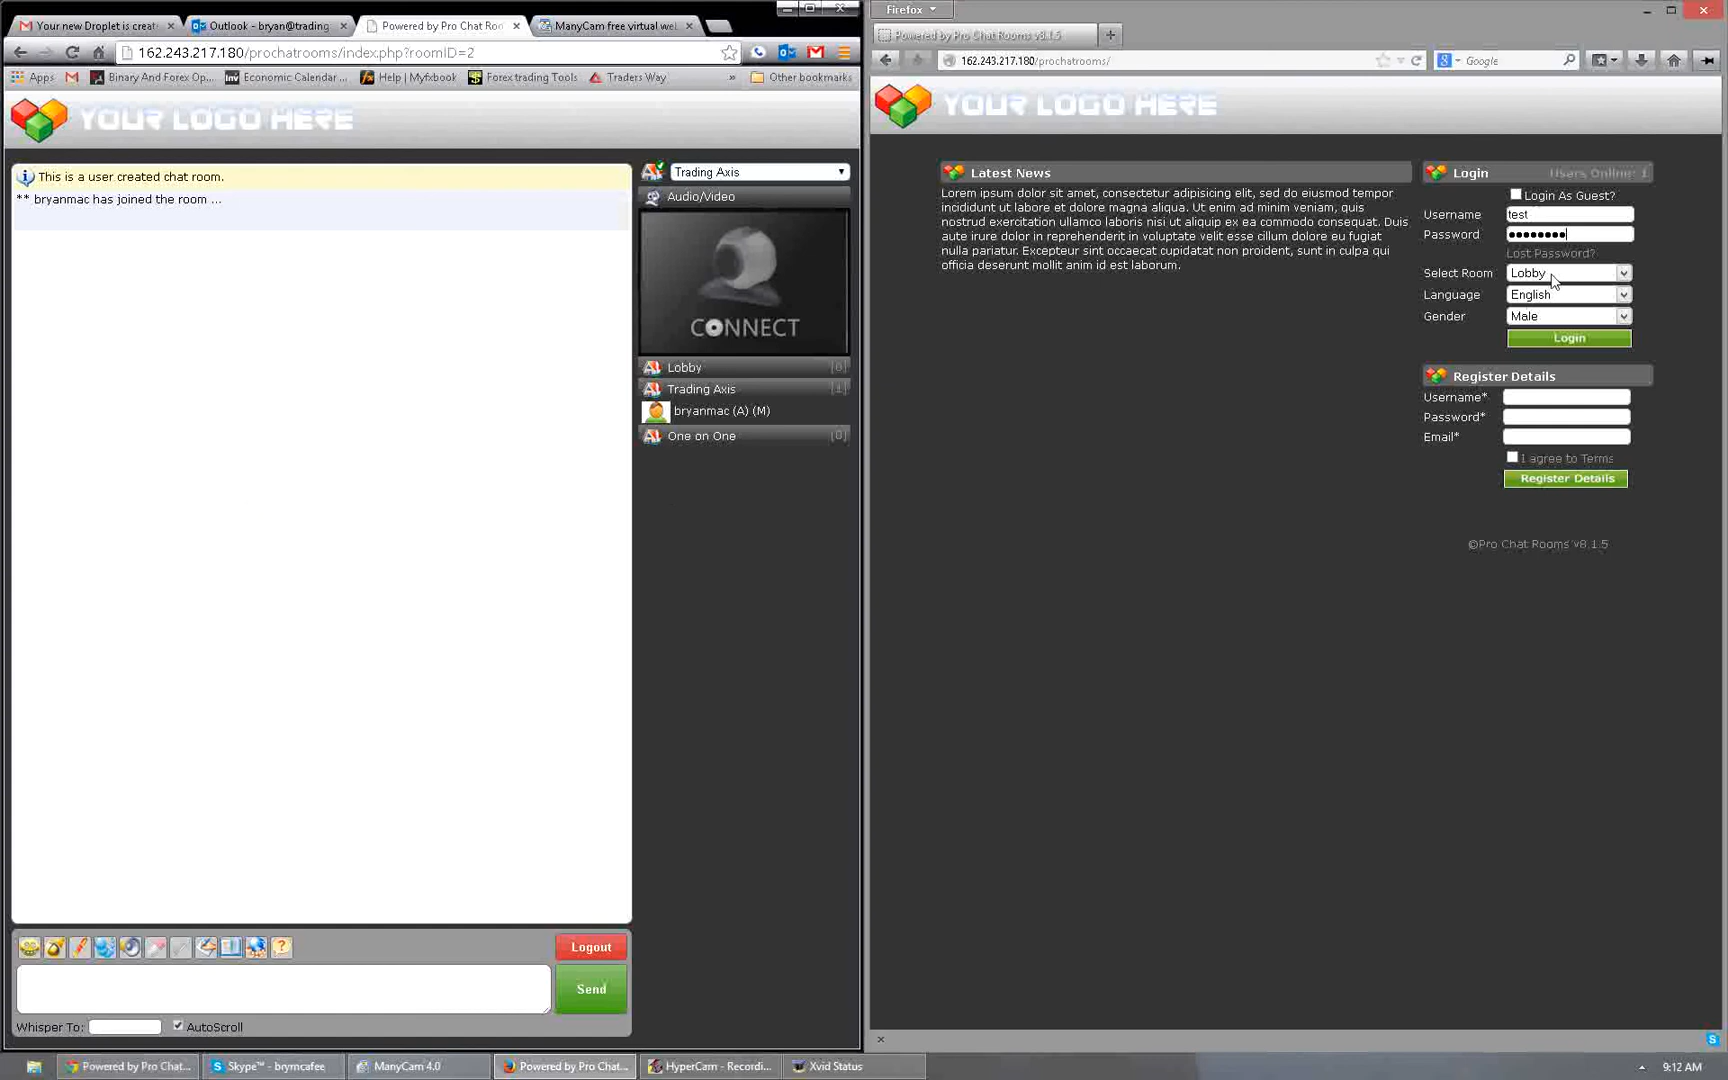 Your new Droplet is creat
Outlook - bryan@trading
Powered by Pro Chat Roo
ManyCam free virtual wel
162.243.217.180/prochatrooms/index.php?roomID=2
Apps
Binary And Forex Op...
Economic Calendar ...
Help | Myfxbook
Forex trading Tools
Traders Way
»
Other bookmarks
YOUR LOGO HERE
This is a user created chat room.
** bryanmac has joined the room ...
Trading Axis
Audio/Video
CONNECT
Lobby [0]
Trading Axis [1]
bryanmac (A) (M)
One on One [0]
Logout
Send
Whisper To:
AutoScroll
Firefox
Powered by Pro Chat Rooms v8.1.5
162.243.217.180/prochatrooms/
Google
YOUR LOGO HERE
Latest News
Lorem ipsum dolor sit amet, consectetur adipisicing elit, sed do eiusmod tempor
incididunt ut labore et dolore magna aliqua. Ut enim ad minim veniam, quis
nostrud exercitation ullamco laboris nisi ut aliquip ex ea commodo consequat. Duis
aute irure dolor in reprehenderit in voluptate velit esse cillum dolore eu fugiat
nulla pariatur. Excepteur sint occaecat cupidatat non proident, sunt in culpa qui
officia deserunt mollit anim id est laborum.
Login Users Online: 1
Login As Guest?
Username test
Password ••••••••
Lost Password?
Select Room Lobby
Language English
Gender Male
Login
Register Details
Username*
Password*
Email*
I agree to Terms
Register Details
©Pro Chat Rooms v8.1.5
Powered by Pro Chat...
Skype™ - brymcafee
ManyCam 4.0
Powered by Pro Chat...
HyperCam - Recordi...
Xvid Status
9:12 AM